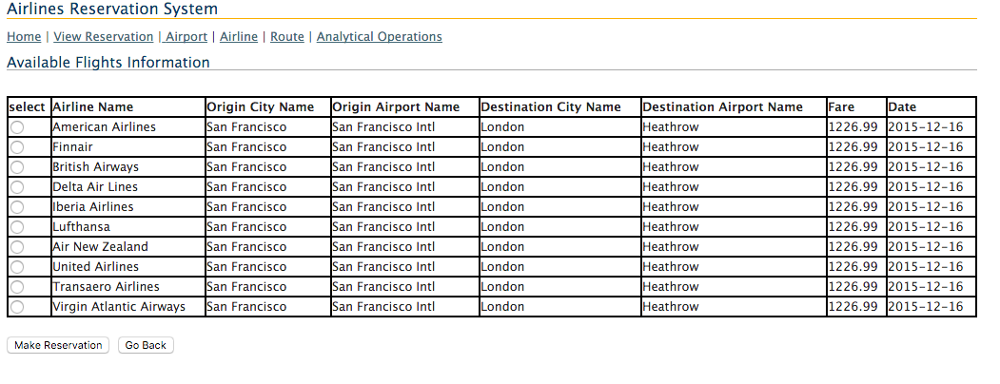 Airlines Reservation System
Home | View Reservation | Airport | Airline | Route | Analytical Operations
Available Flights Information
select Airline Name Origin City Name Origin Airport Name Destination City Name Destination Airport Name Fare Date
American Airlines San Francisco San Francisco Intl London Heathrow 1226.99 2015-12-16
Finnair San Francisco San Francisco Intl London Heathrow 1226.99 2015-12-16
British Airways San Francisco San Francisco Intl London Heathrow 1226.99 2015-12-16
Delta Air Lines San Francisco San Francisco Intl London Heathrow 1226.99 2015-12-16
Iberia Airlines San Francisco San Francisco Intl London Heathrow 1226.99 2015-12-16
Lufthansa San Francisco San Francisco Intl London Heathrow 1226.99 2015-12-16
Air New Zealand San Francisco San Francisco Intl London Heathrow 1226.99 2015-12-16
United Airlines San Francisco San Francisco Intl London Heathrow 1226.99 2015-12-16
Transaero Airlines San Francisco San Francisco Intl London Heathrow 1226.99 2015-12-16
Virgin Atlantic Airways San Francisco San Francisco Intl London Heathrow 1226.99 2015-12-16
Make Reservation Go Back